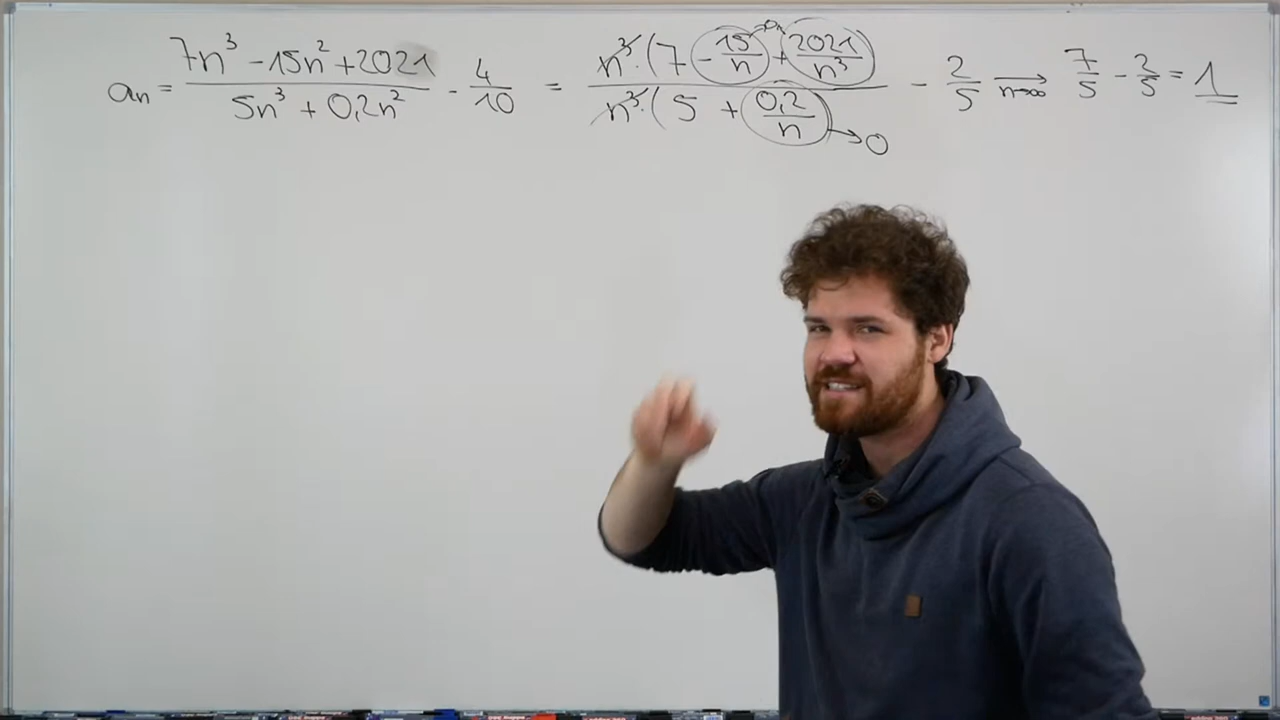 aₙ = (7n³ - 15n² + 2021)/(5n³ + 0,2n²) - 4/10 = (n³·(7 - 15/n + 2021/n³))/(n³·(5 + 0,2/n)) - 2/5 ⟶ n→∞ 7/5 - 2/5 = 1
→0
→0